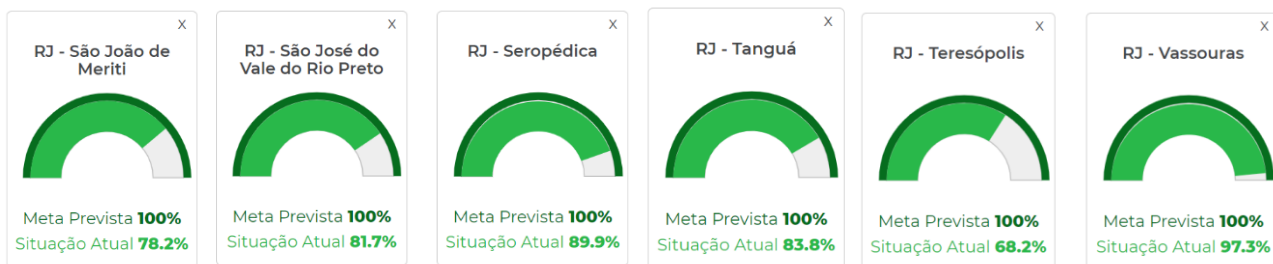 X
RJ - São João de
Meriti
Meta Prevista 100%
Situação Atual 78.2%
X
RJ - São José do
Vale do Rio Preto
Meta Prevista 100%
Situação Atual 81.7%
X
RJ - Seropédica
Meta Prevista 100%
Situação Atual 89.9%
X
RJ - Tanguá
Meta Prevista 100%
Situação Atual 83.8%
X
RJ - Teresópolis
Meta Prevista 100%
Situação Atual 68.2%
X
RJ - Vassouras
Meta Prevista 100%
Situação Atual 97.3%